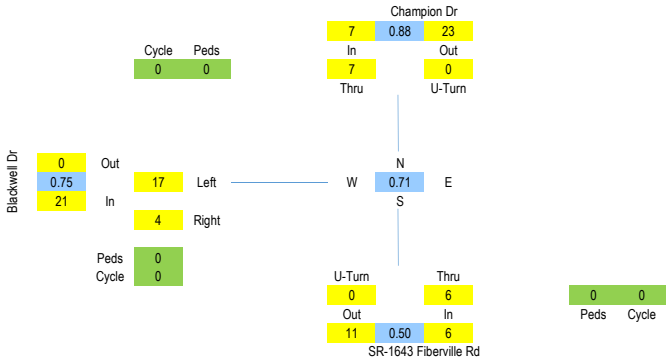 Champion Dr
7 0.88 23
Cycle Peds In Out
0 0 7 0
Thru U-Turn
Blackwell Dr
0 Out N
0.75 17 Left W 0.71 E
21 In S
4 Right
Peds 0
Cycle 0
U-Turn Thru
0 6 0 0
Out In Peds Cycle
11 0.50 6
SR-1643 Fiberville Rd